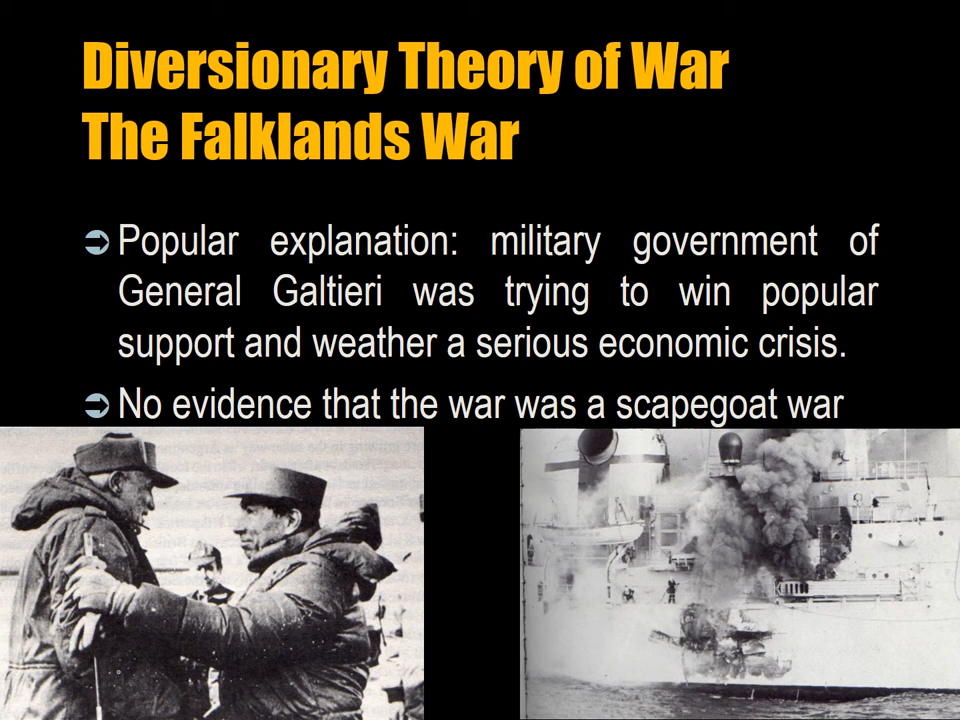 Diversionary Theory of War
The Falklands War
Popular explanation: military government of
General Galtieri was trying to win popular
support and weather a serious economic crisis.
No evidence that the war was a scapegoat war